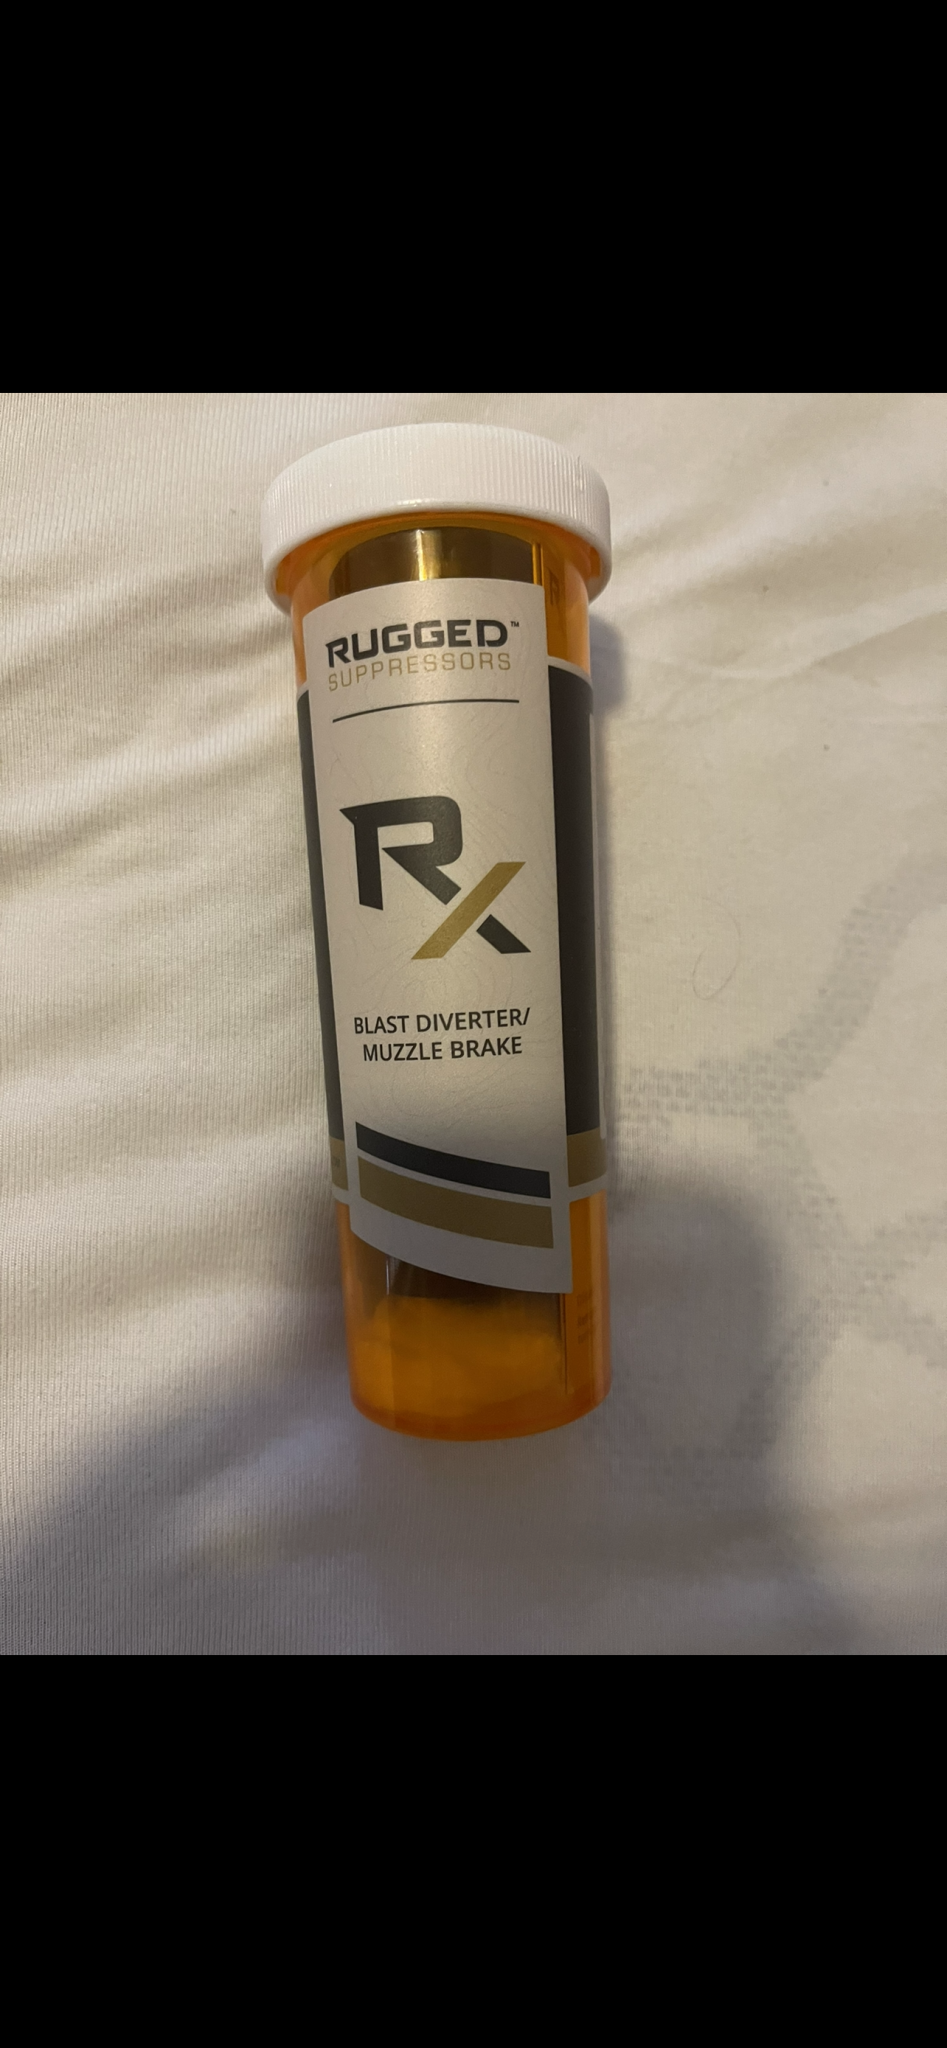 RUGGED™
SUPPRESSORS
RX
BLAST DIVERTER/
MUZZLE BRAKE